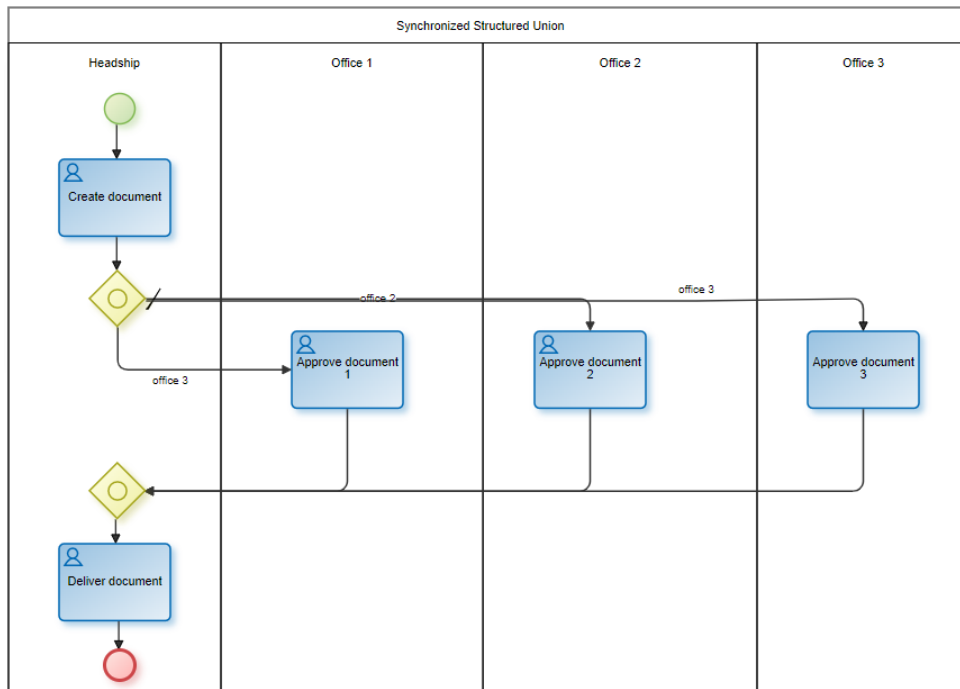 Synchronized Structured Union
Headship
Office 1
Office 2
Office 3
Create document
office 2
office 3
Approve document
1
Approve document
2
Approve document
3
office 3
Deliver document